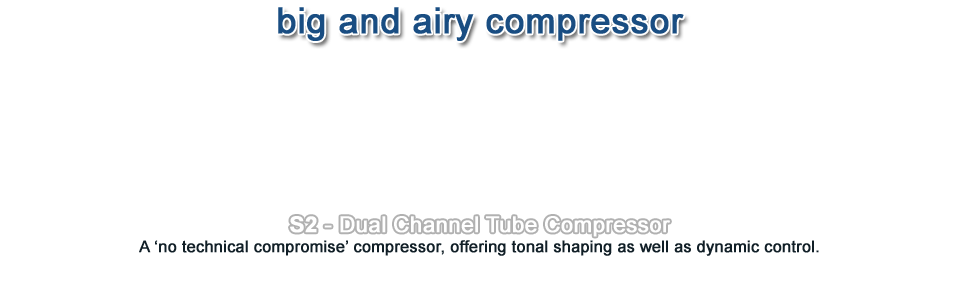 big and airy compressor
S2 - Dual Channel Tube Compressor
A ‘no technical compromise’ compressor, offering tonal shaping as well as dynamic control.